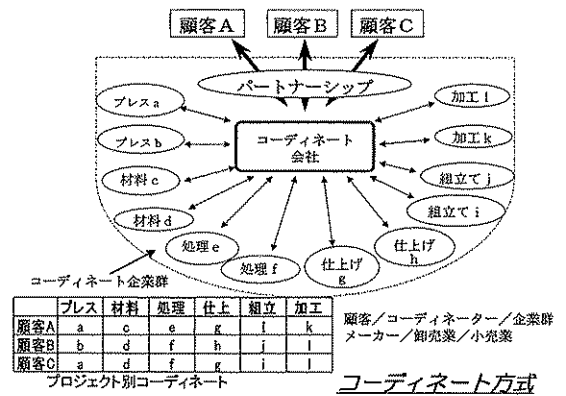 顧客A 顧客B 顧客C
パートナーシップ
プレスa
加工l
コーディネート
会社
プレスb
加工k
材料c
組立てj
材料d
組立てi
処理e
仕上げ
h
処理f
仕上げ
g
コーディネート企業群
プレス 材料 処理 仕上 組立 加工
顧客A a c e g i k
顧客B b d f h j l
顧客C a d f g i l
プロジェクト別コーディネート
顧客/コーディネーター/企業群
メーカー/卸売業/小売業
コーディネート方式